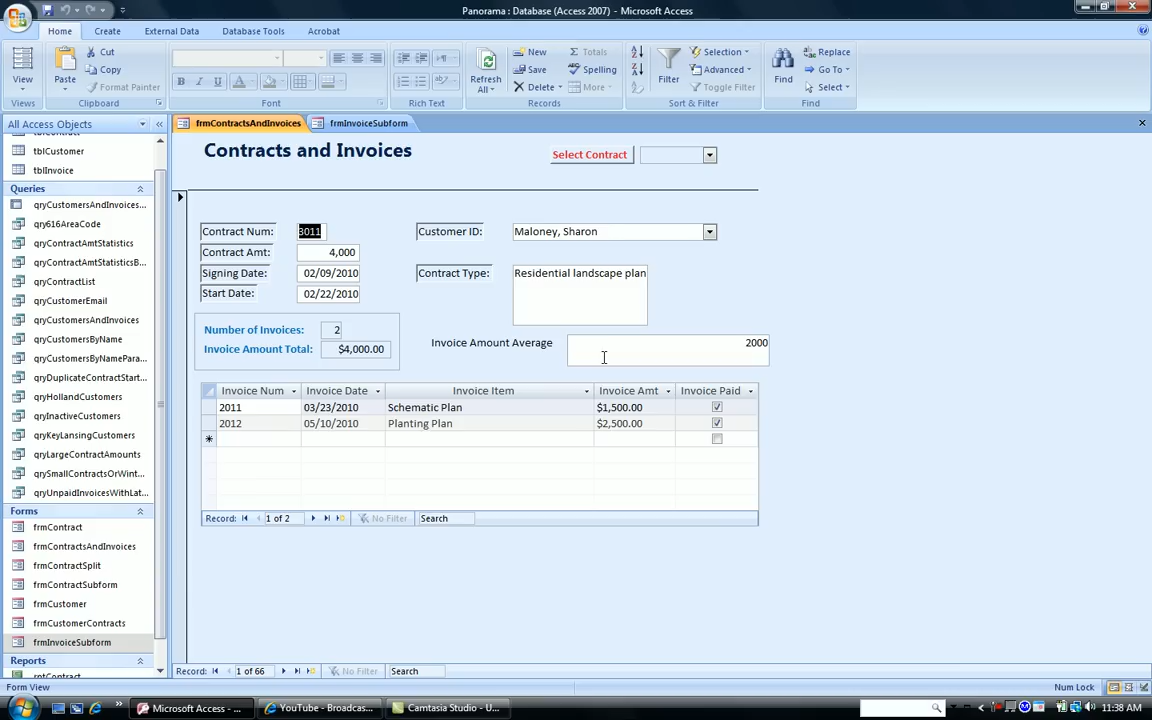 Panorama : Database (Access 2007) - Microsoft Access
Home Create External Data Database Tools Acrobat
View
Views
Paste
Cut
Copy
Format Painter
Clipboard
B I U A
Font
Rich Text
Refresh
All
New
Save
Delete
Totals
Spelling
More
Records
Filter
Selection
Advanced
Toggle Filter
Sort & Filter
Find
Replace
Go To
Select
Find
All Access Objects
frmContractsAndInvoices frmInvoiceSubform
tblCustomer
tblInvoice
Queries
qryCustomersAndInvoices...
qry616AreaCode
qryContractAmtStatistics
qryContractAmtStatisticsB...
qryContractList
qryCustomerEmail
qryCustomersAndInvoices
qryCustomersByName
qryCustomersByNamePara...
qryDuplicateContractStart...
qryHollandCustomers
qryInactiveCustomers
qryKeyLansingCustomers
qryLargeContractAmounts
qrySmallContractsOrWint...
qryUnpaidInvoicesWithLat...
Forms
frmContract
frmContractsAndInvoices
frmContractSplit
frmContractSubform
frmCustomer
frmCustomerContracts
frmInvoiceSubform
Reports
Contracts and Invoices
Select Contract
Contract Num: 3011 Customer ID: Maloney, Sharon
Contract Amt: 4,000
Signing Date: 02/09/2010 Contract Type: Residential landscape plan
Start Date: 02/22/2010
Number of Invoices: 2
Invoice Amount Total: $4,000.00
Invoice Amount Average 2000
Invoice Num Invoice Date Invoice Item Invoice Amt Invoice Paid
2011 03/23/2010 Schematic Plan $1,500.00
2012 05/10/2010 Planting Plan $2,500.00
Record: 1 of 2 No Filter Search
Record: 1 of 66 No Filter Search
Form View Num Lock
Microsoft Access - ... YouTube - Broadcas... Camtasia Studio - U... 11:38 AM